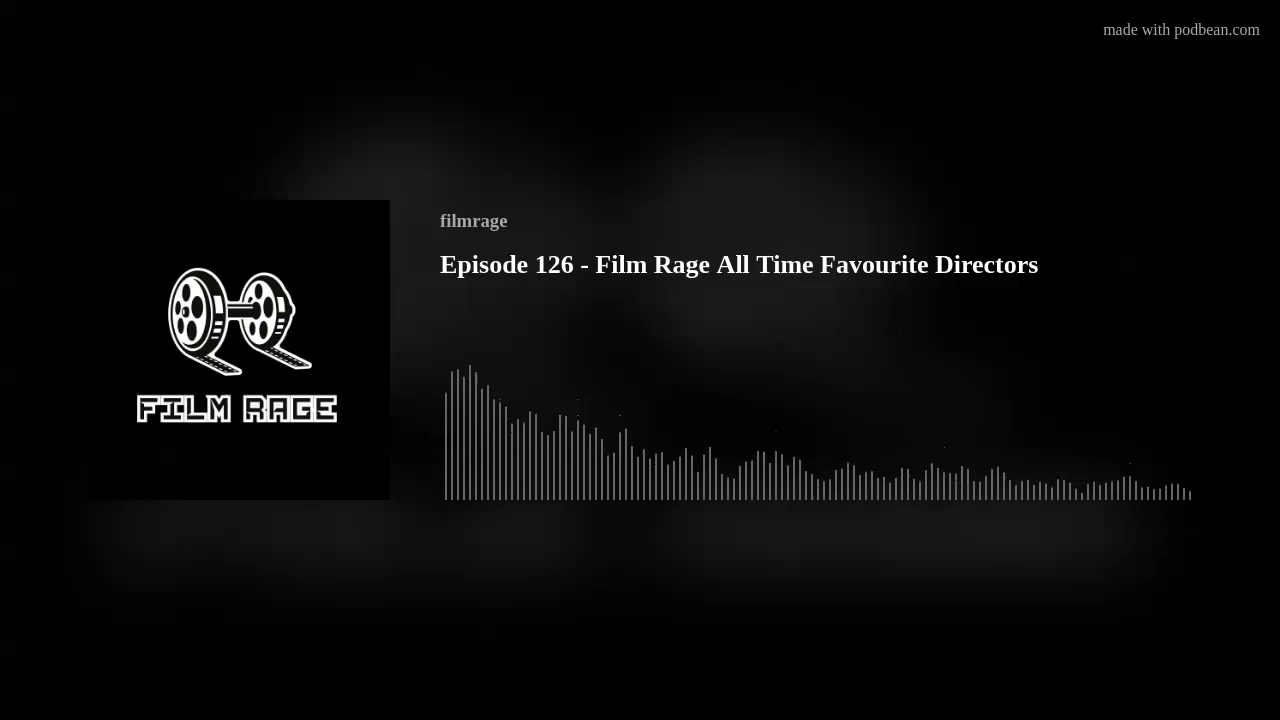 made with podbean.com
filmrage
Episode 126 - Film Rage All Time Favourite Directors
FILM RAGE